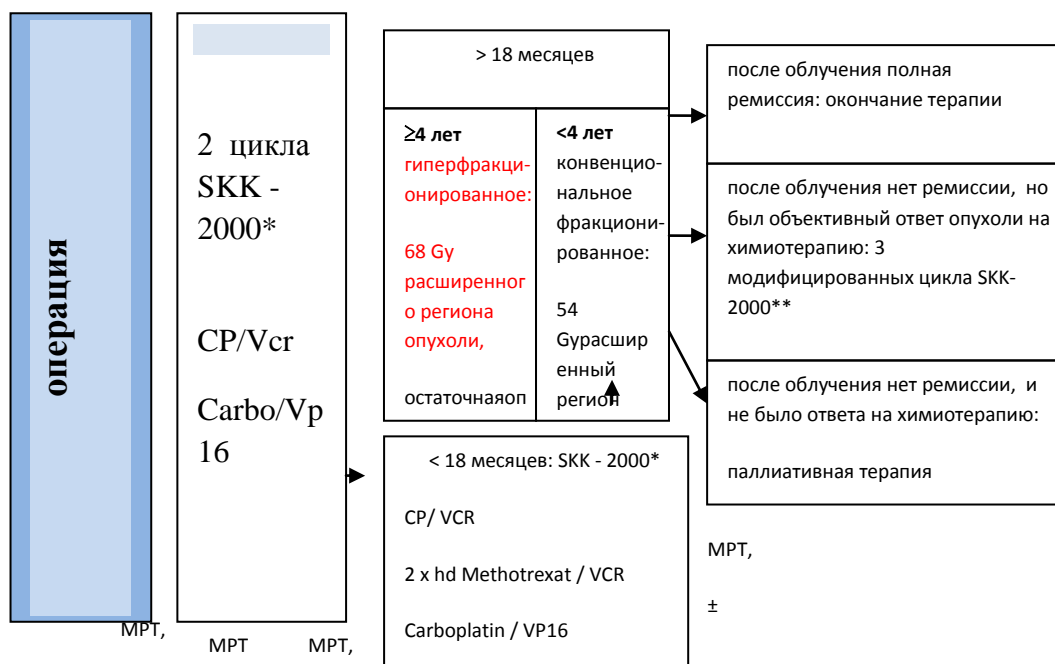 операция
2 цикла
SKK -
2000*
CP/Vcr
Carbo/Vp
16
> 18 месяцев
≥4 лет
гиперфракци-
онированное:
68 Gy
расширенног
о региона
опухоли,
остаточнаяоп
<4 лет
конвенцио-
нальное
фракциони-
рованное:
54
Gyрасшир
енный
регион
< 18 месяцев: SKK - 2000*
CP/ VCR
2 x hd Methotrexat / VCR
Carboplatin / VP16
после облучения полная
ремиссия: окончание терапии
после облучения нет ремиссии, но
был объективный ответ опухоли на
химиотерапию: 3
модифицированных цикла SKK-
2000**
после облучения нет ремиссии, и
не было ответа на химиотерапию:
паллиативная терапия
МРТ,
±
МРТ,
МРТ
МРТ,